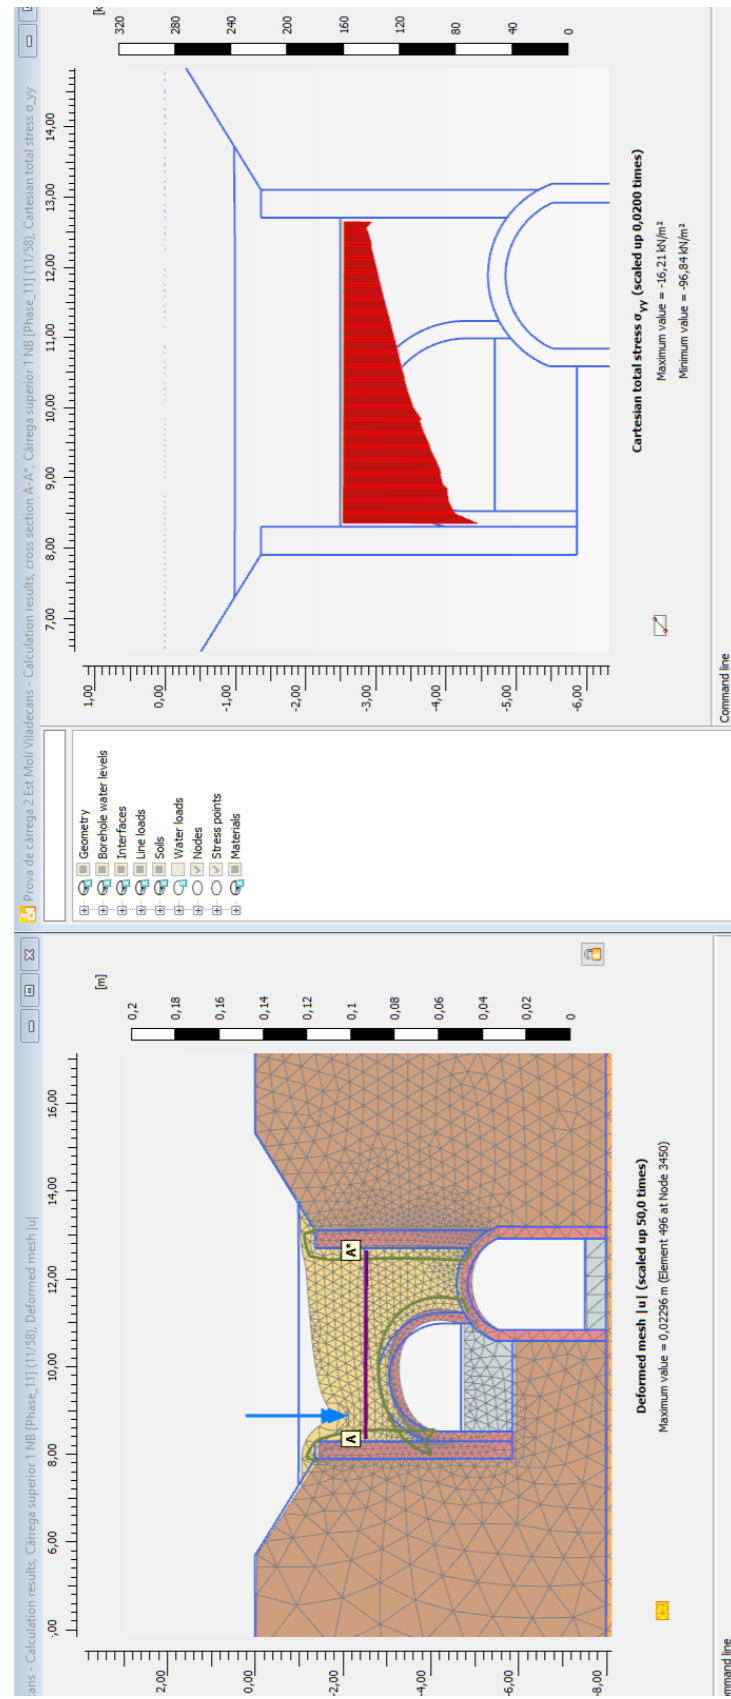 ans - Calculation results, Càrrega superior 1 NB [Phase_11] (11/58), Deformed mesh |u|
,00 6,00 8,00 10,00 12,00 14,00 16,00
[m]
2,00
0,00
-2,00
-4,00
-6,00
-8,00
A
A*
0,2
0,18
0,16
0,14
0,12
0,1
0,08
0,06
0,04
0,02
0
Deformed mesh |u| (scaled up 50,0 times)
Maximum value = 0,02296 m (Element 496 at Node 3450)
mmand line
Prova de càrrega 2 Est Molí Viladecans - Calculation results, cross section A-A*, Càrrega superior 1 NB [Phase_11] (11/58), Cartesian total stress σ_yy
Geometry
Borehole water levels
Interfaces
Line loads
Soils
Water loads
Nodes
Stress points
Materials
7,00 8,00 9,00 10,00 11,00 12,00 13,00 14,00
[k
1,00
0,00
-1,00
-2,00
-3,00
-4,00
-5,00
-6,00
320
280
240
200
160
120
80
40
0
Cartesian total stress σyy (scaled up 0,0200 times)
Maximum value = -16,21 kN/m²
Minimum value = -96,84 kN/m²
Command line